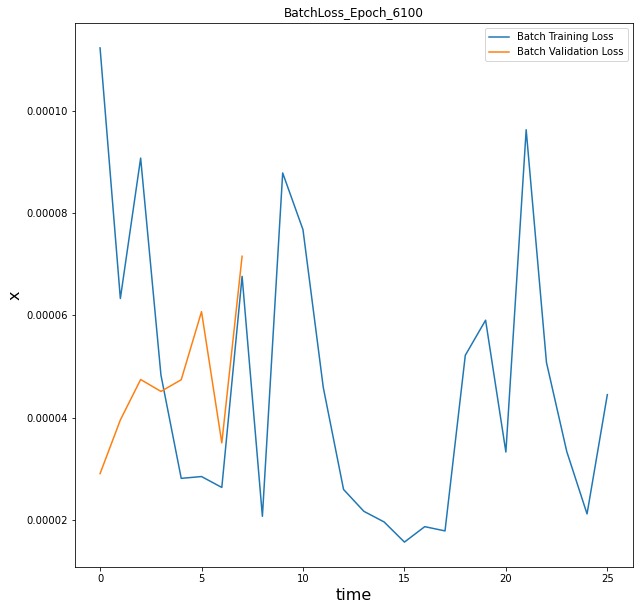 BatchLoss_Epoch_6100
Batch Training Loss
Batch Validation Loss
0.00010
0.00008
0.00006
0.00004
0.00002
x
0 5 10 15 20 25
time